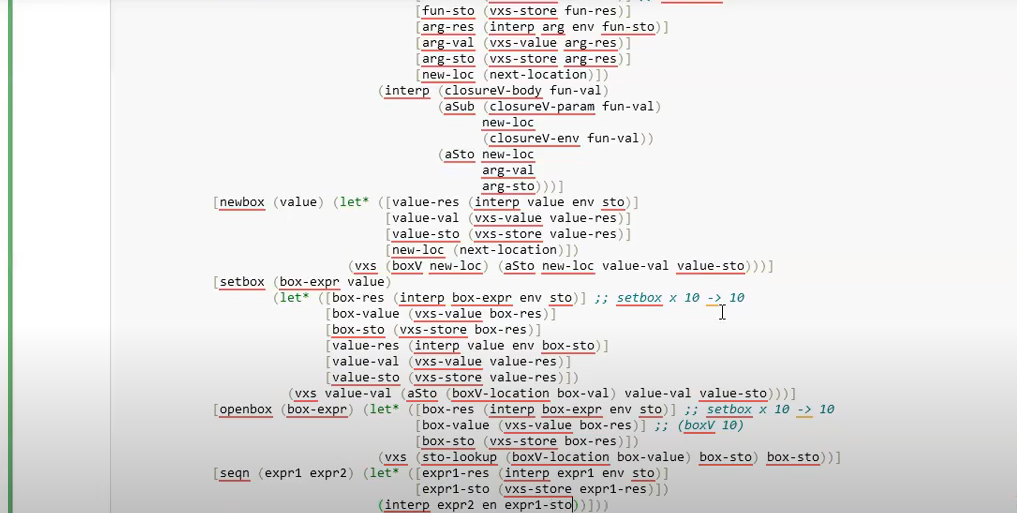 [fun-sto (vxs-store fun-res)]
[arg-res (interp arg env fun-sto)]
[arg-val (vxs-value arg-res)]
[arg-sto (vxs-store arg-res)]
[new-loc (next-location)])
(interp (closureV-body fun-val)
(aSub (closureV-param fun-val)
new-loc
(closureV-env fun-val))
(aSto new-loc
arg-val
arg-sto)))]
[newbox (value) (let* ([value-res (interp value env sto)]
[value-val (vxs-value value-res)]
[value-sto (vxs-store value-res)]
[new-loc (next-location)])
(vxs (boxV new-loc) (aSto new-loc value-val value-sto)))]
[setbox (box-expr value)
(let* ([box-res (interp box-expr env sto)] ;; setbox x 10 -> 10
[box-value (vxs-value box-res)]
[box-sto (vxs-store box-res)]
[value-res (interp value env box-sto)]
[value-val (vxs-value value-res)]
[value-sto (vxs-store value-res)])
(vxs value-val (aSto (boxV-location box-val) value-val value-sto)))]
[openbox (box-expr) (let* ([box-res (interp box-expr env sto)] ;; setbox x 10 -> 10
[box-value (vxs-value box-res)] ;; (boxV 10)
[box-sto (vxs-store box-res)])
(vxs (sto-lookup (boxV-location box-value) box-sto) box-sto))]
[seqn (expr1 expr2) (let* ([expr1-res (interp expr1 env sto)]
[expr1-sto (vxs-store expr1-res)])
(interp expr2 en expr1-sto))]))